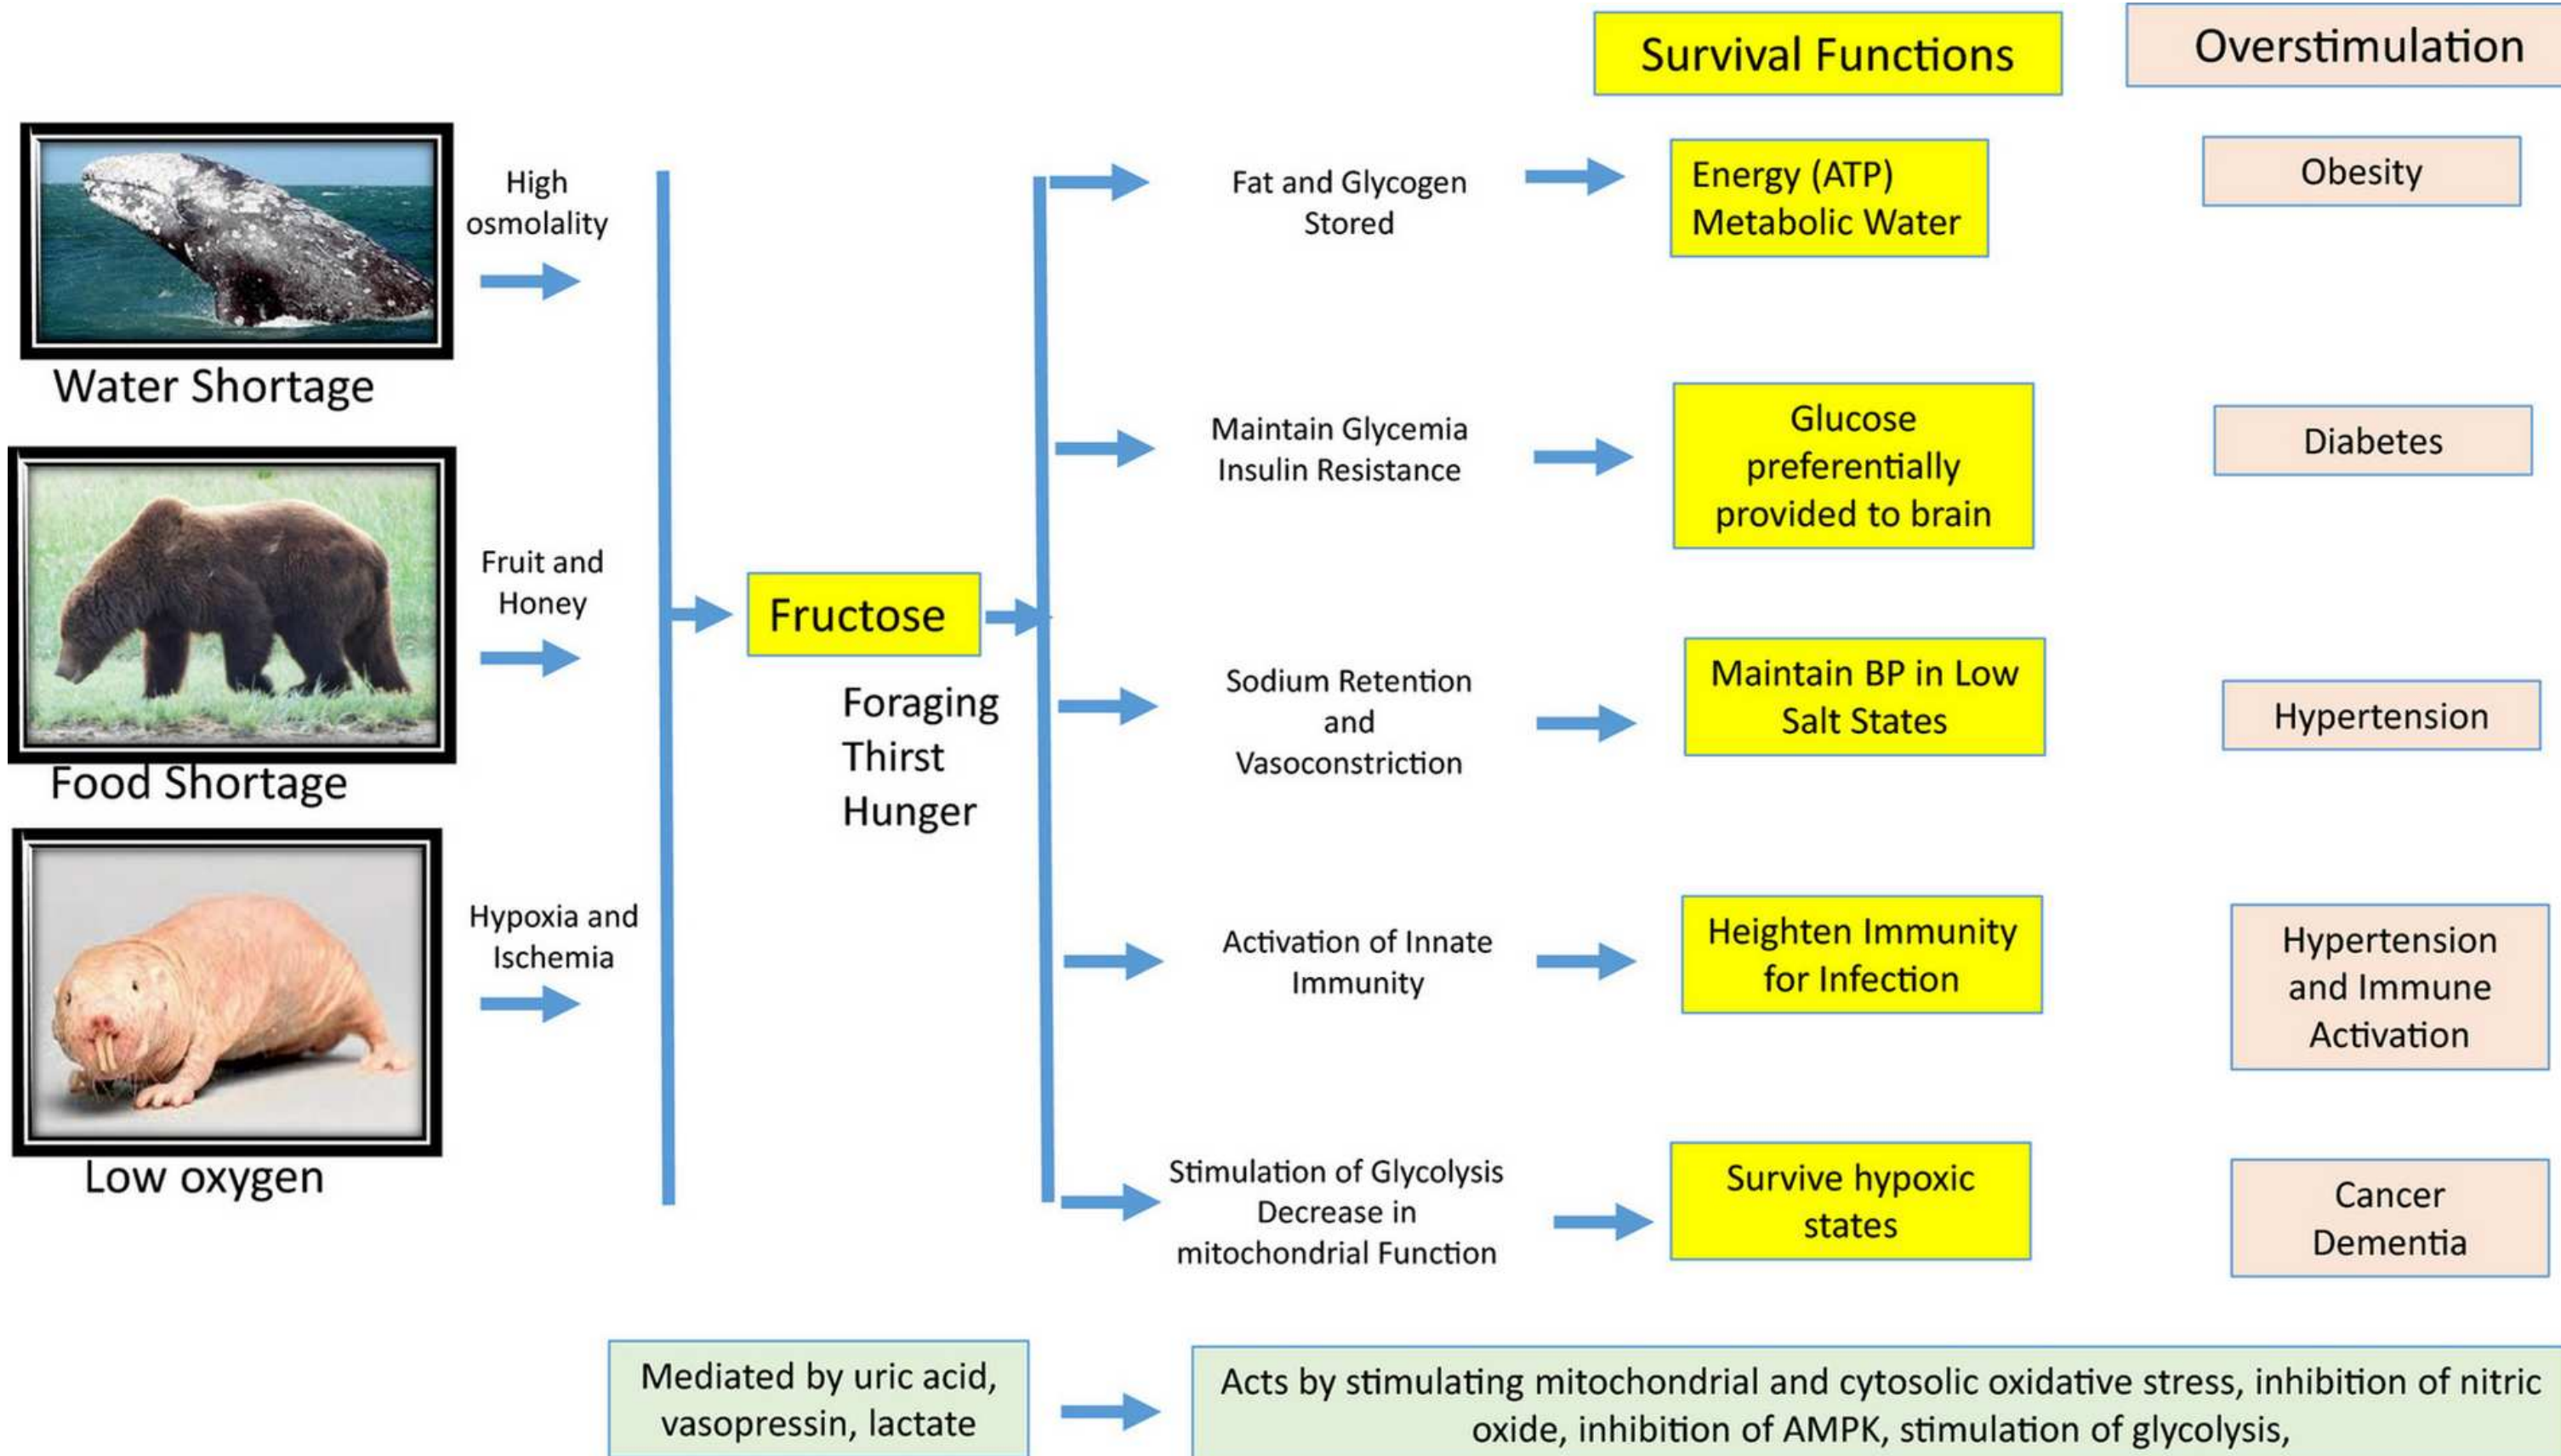 Survival Functions
Overstimulation
High
osmolality
Water Shortage
Fruit and
Honey
Food Shortage
Hypoxia and
Ischemia
Low oxygen
Fructose
Foraging
Thirst
Hunger
Fat and Glycogen
Stored
Energy (ATP)
Metabolic Water
Obesity
Maintain Glycemia
Insulin Resistance
Glucose
preferentially
provided to brain
Diabetes
Sodium Retention
and
Vasoconstriction
Maintain BP in Low
Salt States
Hypertension
Activation of Innate
Immunity
Heighten Immunity
for Infection
Hypertension
and Immune
Activation
Stimulation of Glycolysis
Decrease in
mitochondrial Function
Survive hypoxic
states
Cancer
Dementia
Mediated by uric acid,
vasopressin, lactate
Acts by stimulating mitochondrial and cytosolic oxidative stress, inhibition of nitric
oxide, inhibition of AMPK, stimulation of glycolysis,